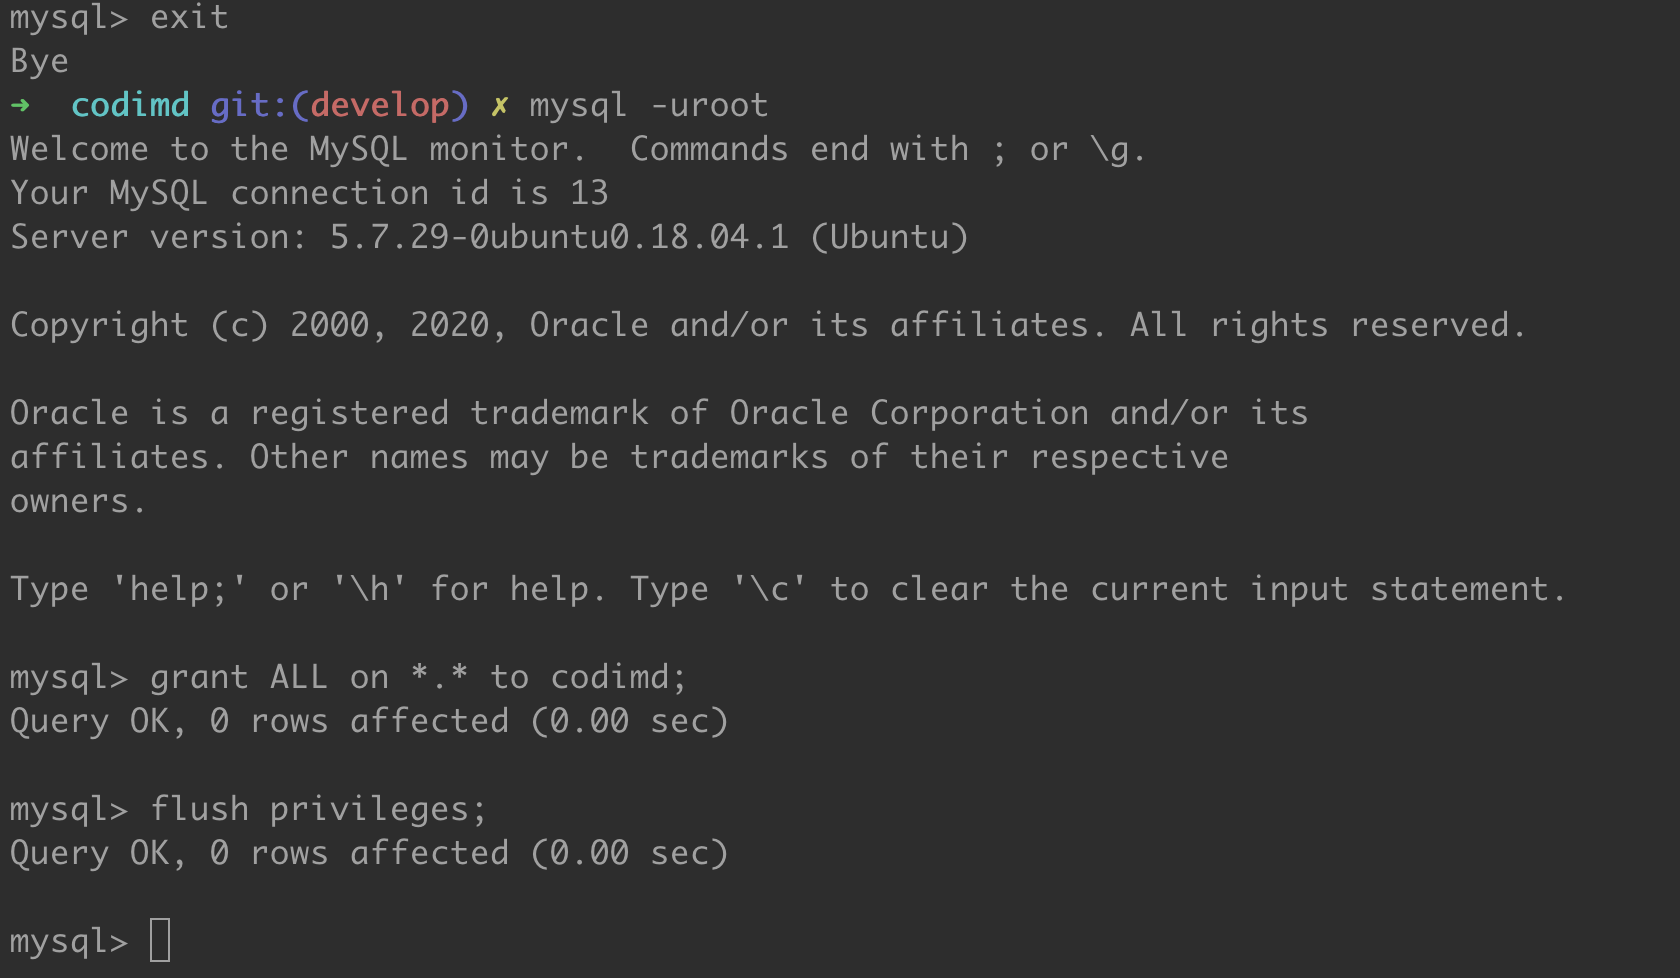 mysql> exit
Bye
➜  codimd git:(develop) ✗ mysql -uroot
Welcome to the MySQL monitor.  Commands end with ; or \g.
Your MySQL connection id is 13
Server version: 5.7.29-0ubuntu0.18.04.1 (Ubuntu)
Copyright (c) 2000, 2020, Oracle and/or its affiliates. All rights reserved.
Oracle is a registered trademark of Oracle Corporation and/or its
affiliates. Other names may be trademarks of their respective
owners.
Type 'help;' or '\h' for help. Type '\c' to clear the current input statement.
mysql> grant ALL on *.* to codimd;
Query OK, 0 rows affected (0.00 sec)
mysql> flush privileges;
Query OK, 0 rows affected (0.00 sec)
mysql>